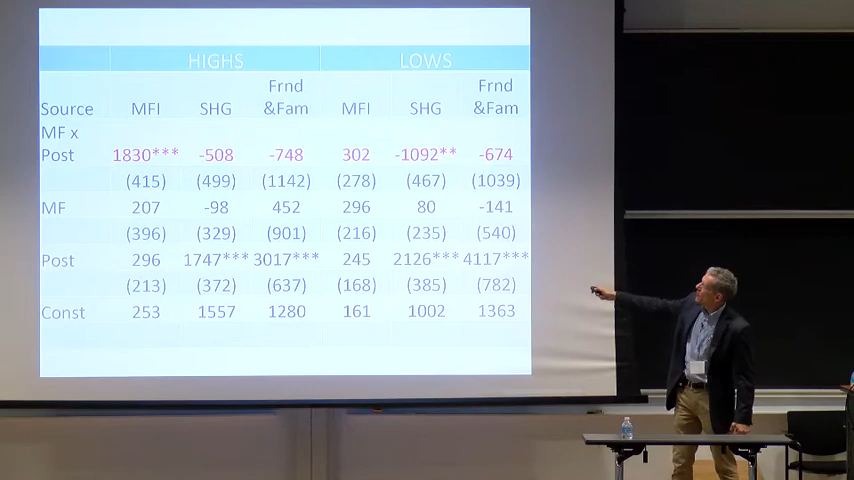 HIGHS LOWS
Frnd Frnd
Source MFI SHG &Fam MFI SHG &Fam
MF x
Post 1830*** -508 -748 302 -1092** -674
(415) (499) (1142) (278) (467) (1039)
MF 207 -98 452 296 80 -141
(396) (329) (901) (216) (235) (540)
Post 296 1747*** 3017*** 245 2126*** 4117***
(213) (372) (637) (168) (385) (782)
Const 253 1557 1280 161 1002 1363